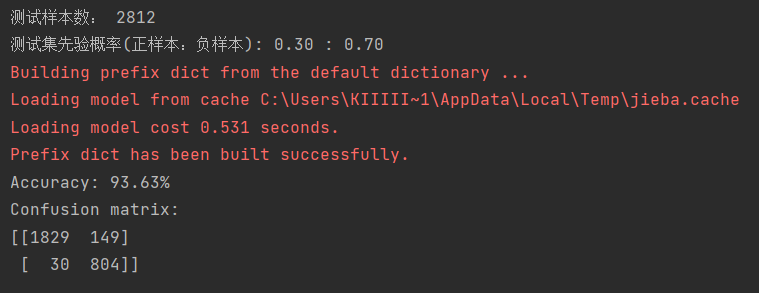 测试样本数： 2812
测试集先验概率(正样本：负样本)：0.30 : 0.70
Building prefix dict from the default dictionary ...
Loading model from cache C:\Users\KIIIII~1\AppData\Local\Temp\jieba.cache
Loading model cost 0.531 seconds.
Prefix dict has been built successfully.
Accuracy: 93.63%
Confusion matrix:
[[1829  149]
 [  30  804]]